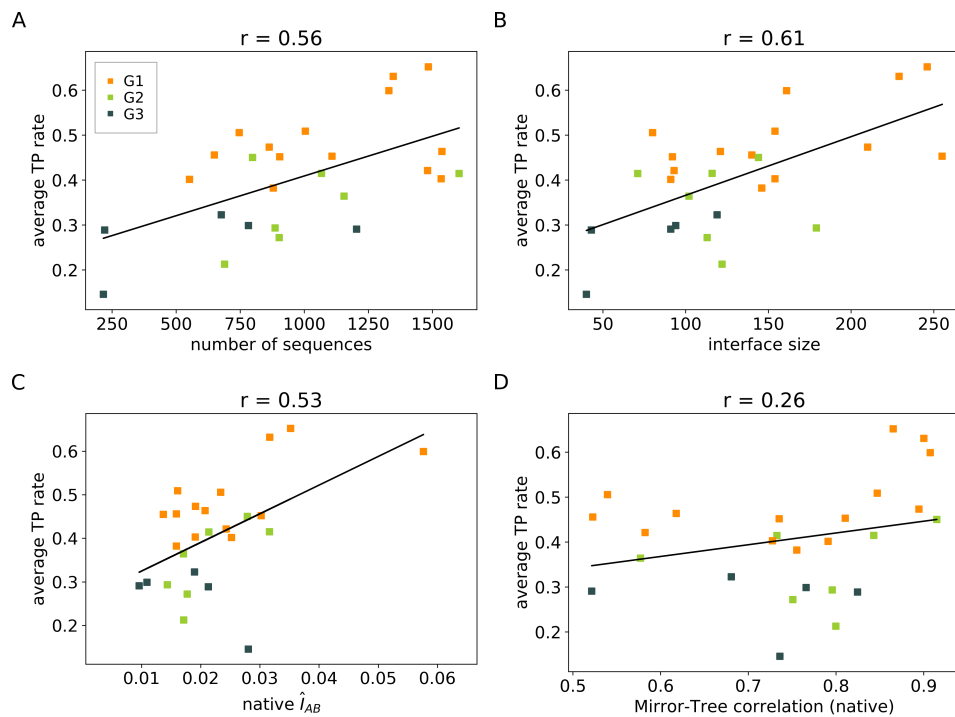 A
r = 0.56
average TP rate
0.6
0.5
0.4
0.3
0.2
G1
G2
G3
250 500 750 1000 1250 1500
number of sequences
B
r = 0.61
average TP rate
0.6
0.5
0.4
0.3
0.2
50 100 150 200 250
interface size
C
r = 0.53
average TP rate
0.6
0.5
0.4
0.3
0.2
0.01 0.02 0.03 0.04 0.05 0.06
native Î_AB
D
r = 0.26
average TP rate
0.6
0.5
0.4
0.3
0.2
0.5 0.6 0.7 0.8 0.9
Mirror-Tree correlation (native)